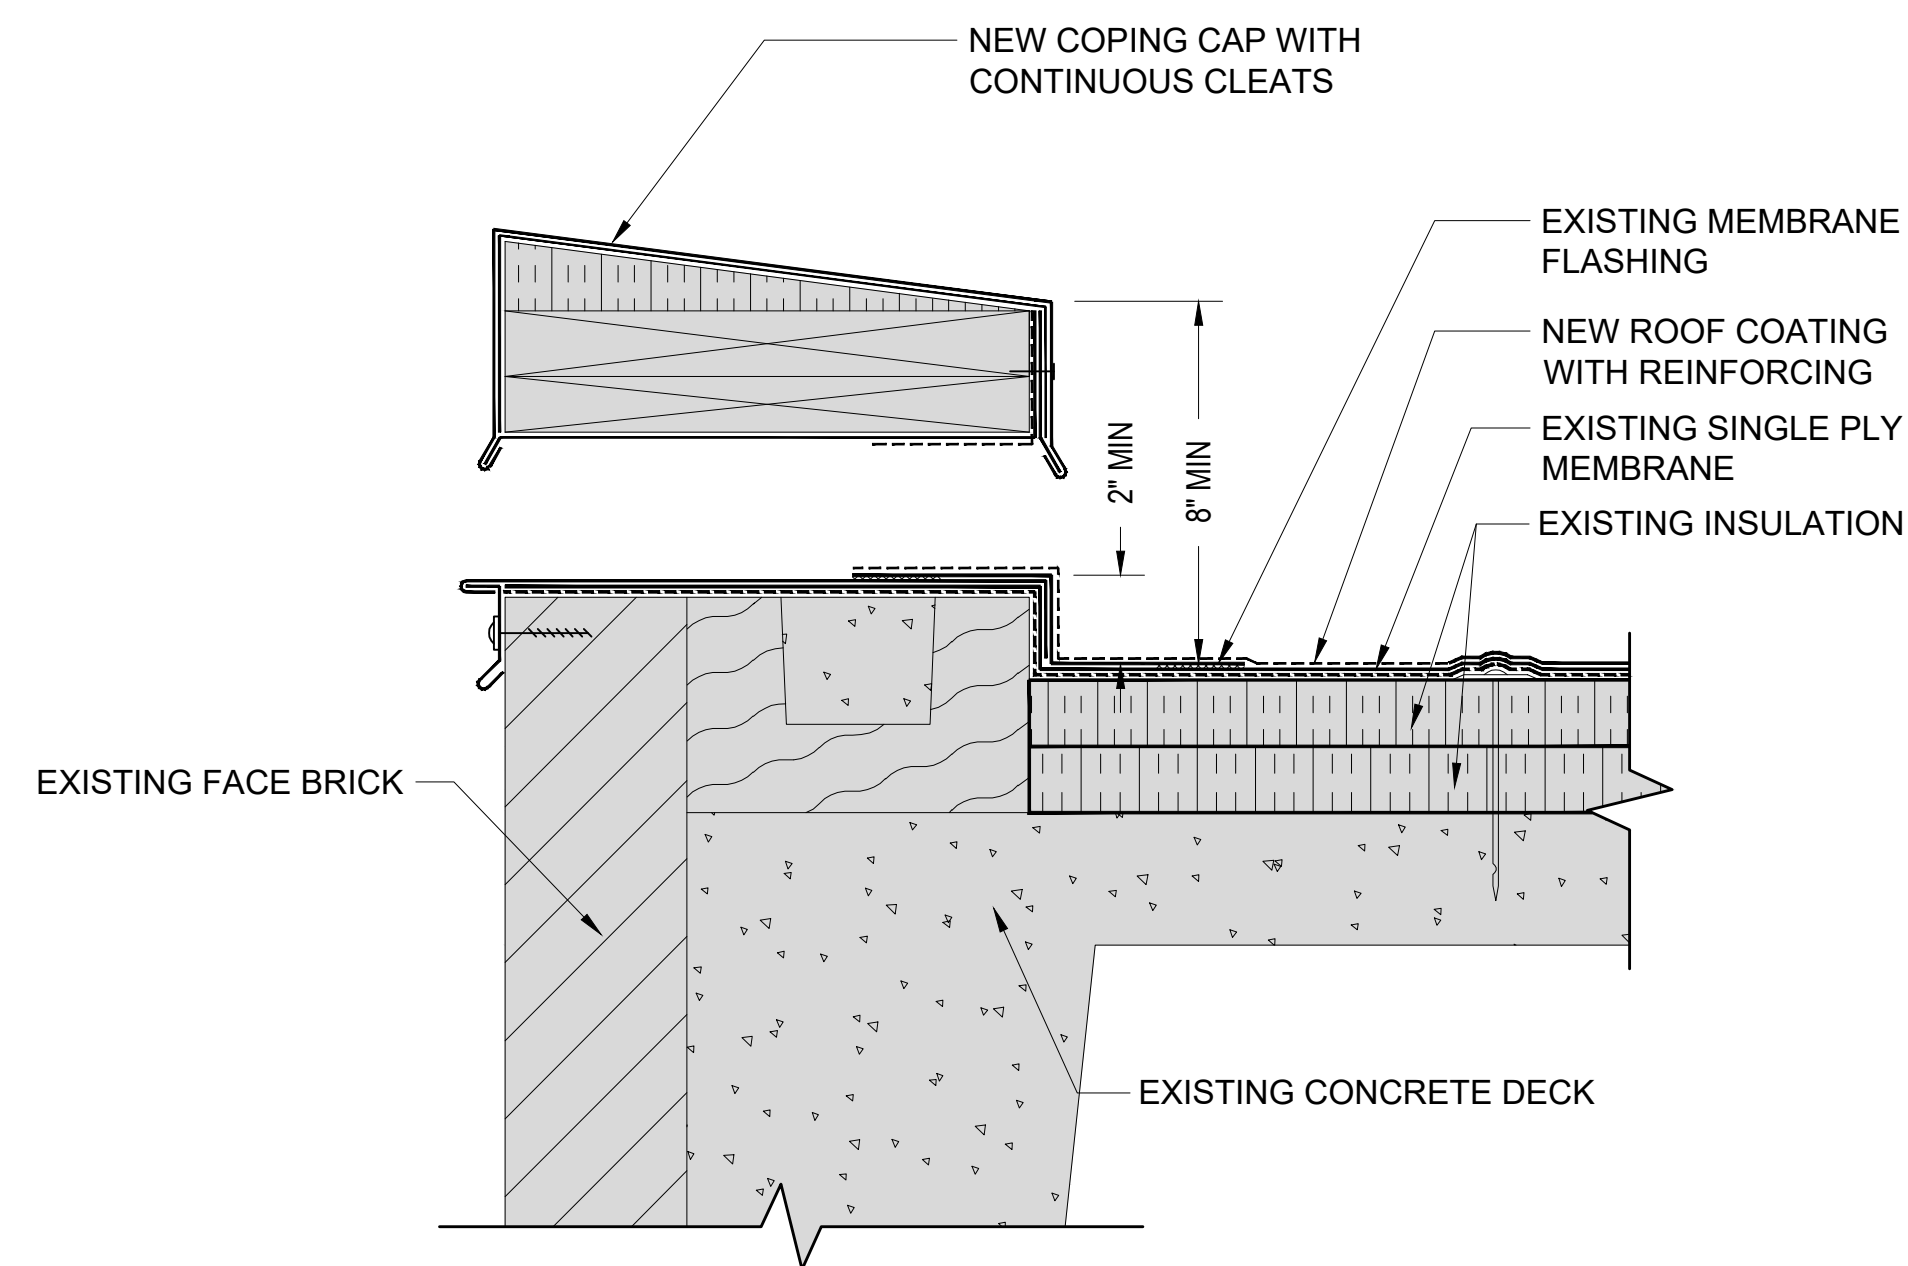 NEW COPING CAP WITH
CONTINUOUS CLEATS
EXISTING MEMBRANE
FLASHING
NEW ROOF COATING
WITH REINFORCING
EXISTING SINGLE PLY
MEMBRANE
EXISTING INSULATION
2" MIN
8" MIN
EXISTING FACE BRICK
EXISTING CONCRETE DECK